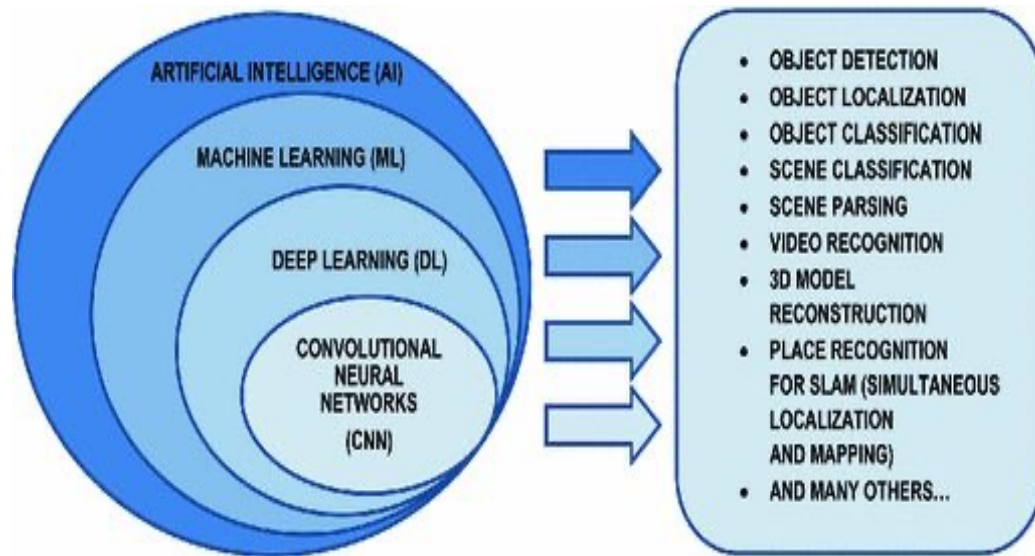 ARTIFICIAL INTELLIGENCE (AI)
MACHINE LEARNING (ML)
DEEP LEARNING (DL)
CONVOLUTIONAL
NEURAL
NETWORKS
(CNN)
• OBJECT DETECTION
• OBJECT LOCALIZATION
• OBJECT CLASSIFICATION
• SCENE CLASSIFICATION
• SCENE PARSING
• VIDEO RECOGNITION
• 3D MODEL
RECONSTRUCTION
• PLACE RECOGNITION
FOR SLAM (SIMULTANEOUS
LOCALIZATION
AND MAPPING)
• AND MANY OTHERS...